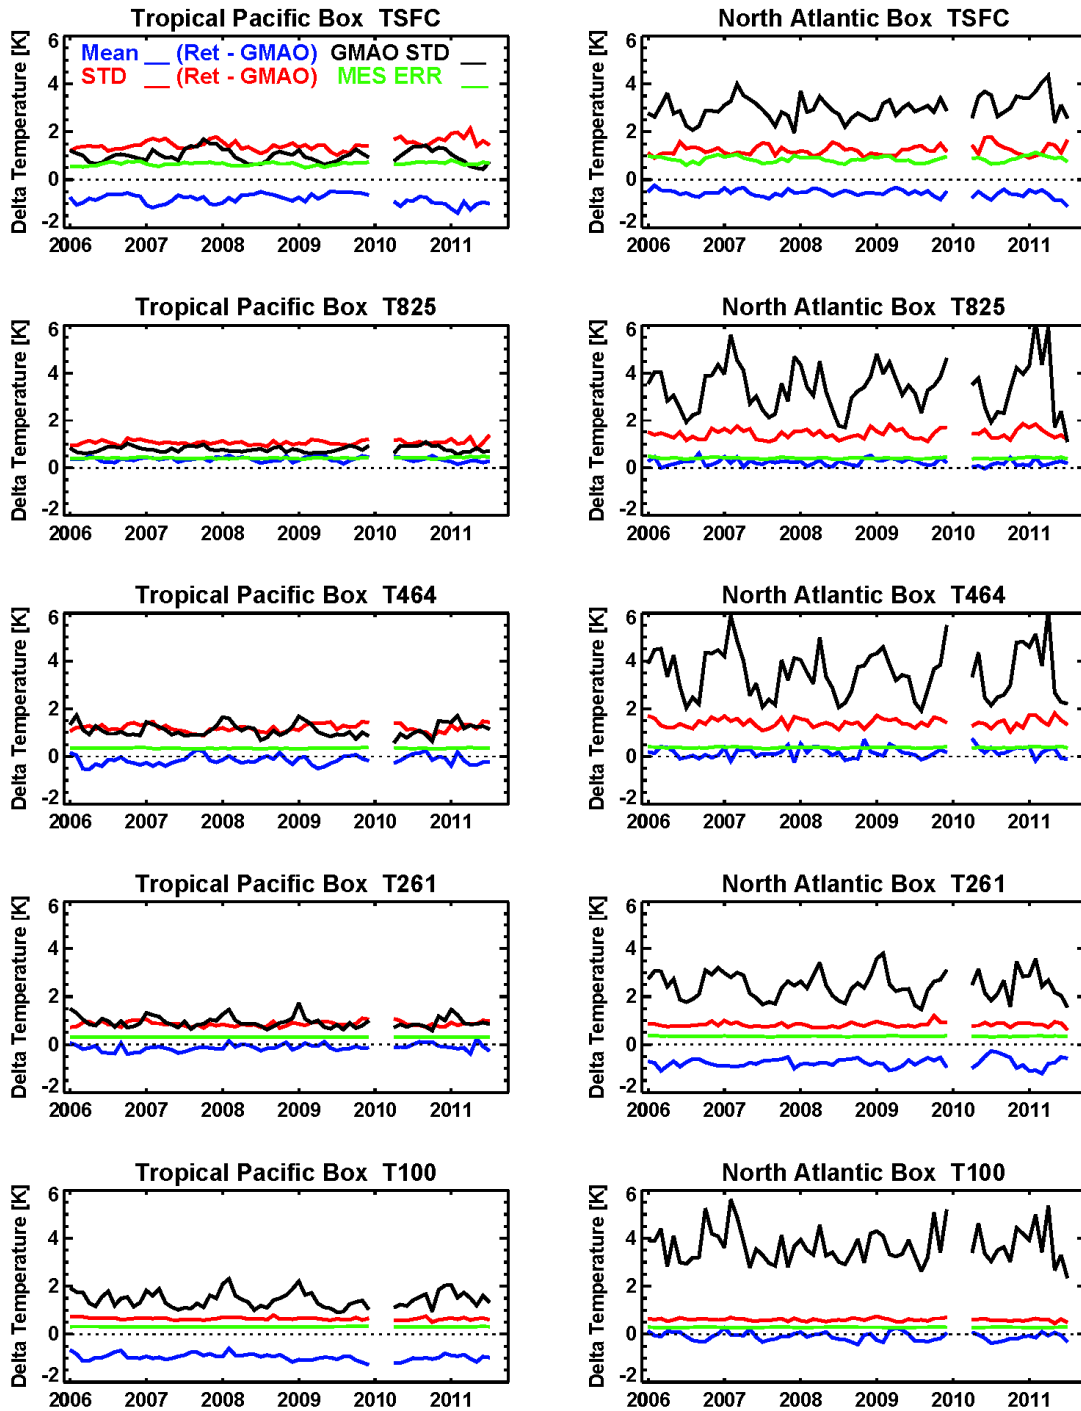 Tropical Pacific Box TSFC
Delta Temperature [K]
6
4
2
0
-2
Mean __ (Ret - GMAO) GMAO STD __
STD __ (Ret - GMAO) MES ERR __
2006 2007 2008 2009 2010 2011
North Atlantic Box TSFC
Delta Temperature [K]
6
4
2
0
-2
2006 2007 2008 2009 2010 2011
Tropical Pacific Box T825
Delta Temperature [K]
6
4
2
0
-2
2006 2007 2008 2009 2010 2011
North Atlantic Box T825
Delta Temperature [K]
6
4
2
0
-2
2006 2007 2008 2009 2010 2011
Tropical Pacific Box T464
Delta Temperature [K]
6
4
2
0
-2
2006 2007 2008 2009 2010 2011
North Atlantic Box T464
Delta Temperature [K]
6
4
2
0
-2
2006 2007 2008 2009 2010 2011
Tropical Pacific Box T261
Delta Temperature [K]
6
4
2
0
-2
2006 2007 2008 2009 2010 2011
North Atlantic Box T261
Delta Temperature [K]
6
4
2
0
-2
2006 2007 2008 2009 2010 2011
Tropical Pacific Box T100
Delta Temperature [K]
6
4
2
0
-2
2006 2007 2008 2009 2010 2011
North Atlantic Box T100
Delta Temperature [K]
6
4
2
0
-2
2006 2007 2008 2009 2010 2011